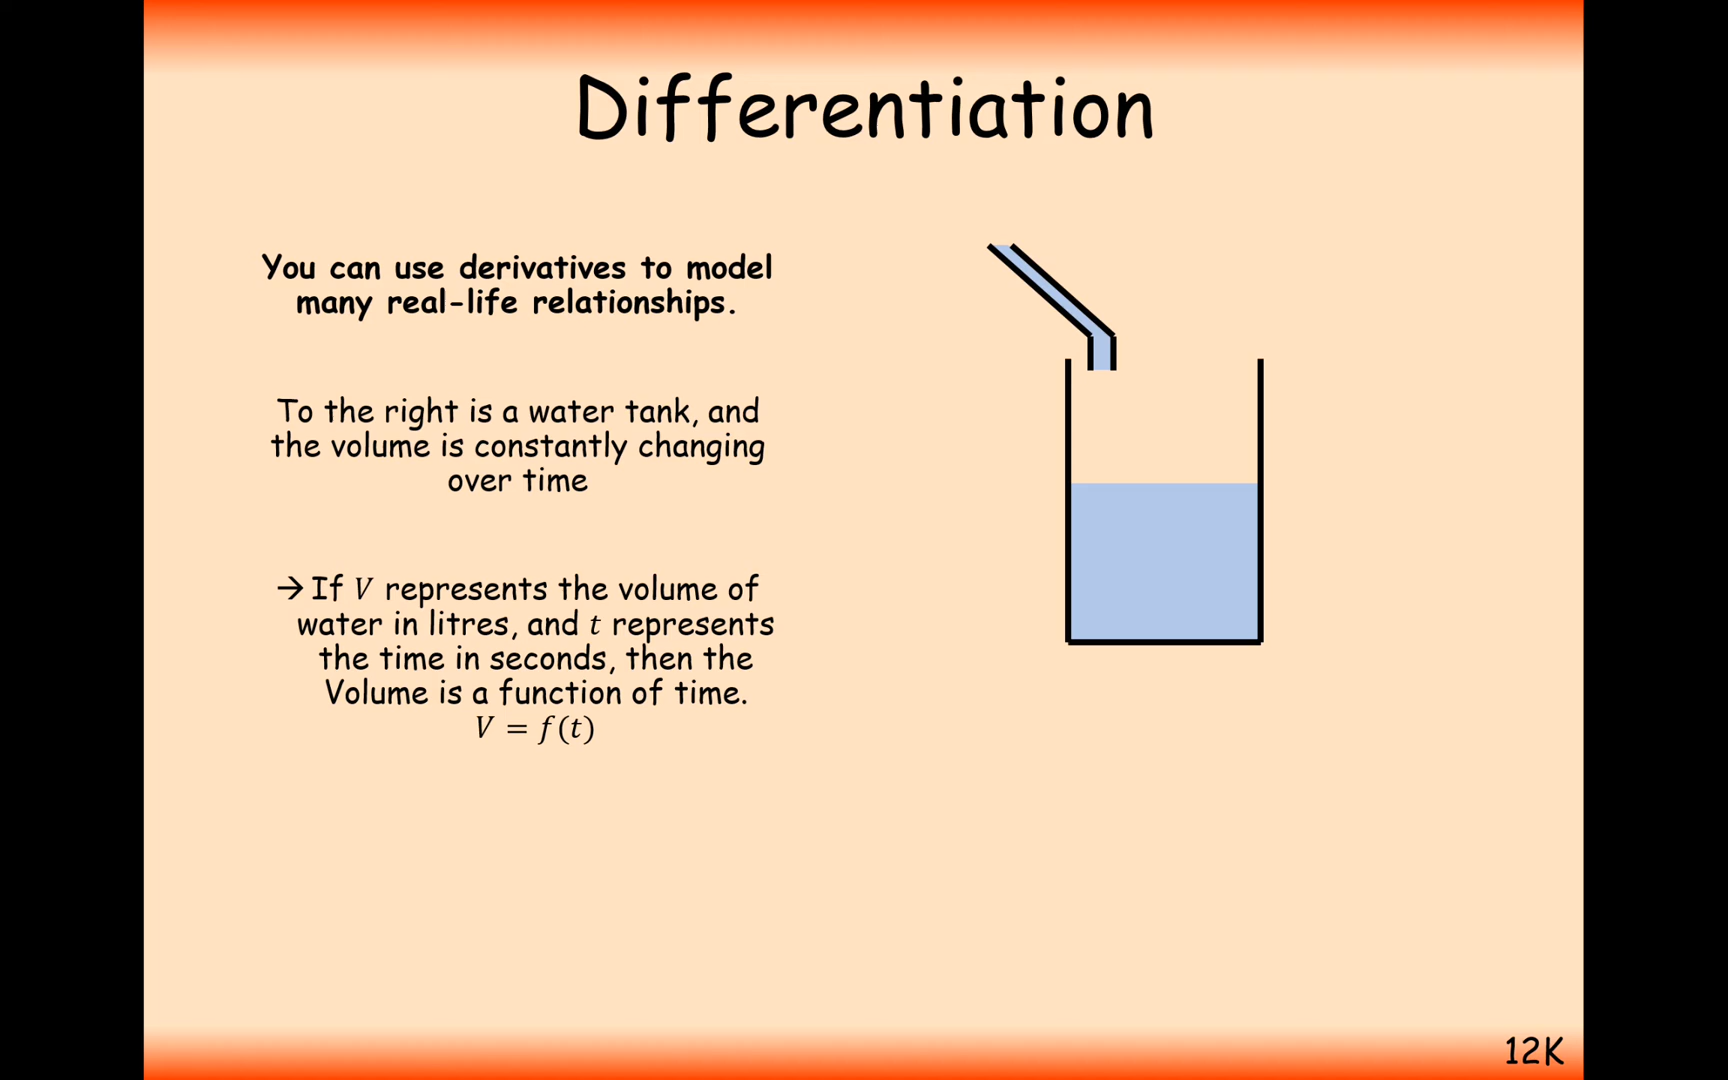 Differentiation
You can use derivatives to model
many real-life relationships.
To the right is a water tank, and
the volume is constantly changing
over time
→ If V represents the volume of
water in litres, and t represents
the time in seconds, then the
Volume is a function of time.
V = f(t)
12K